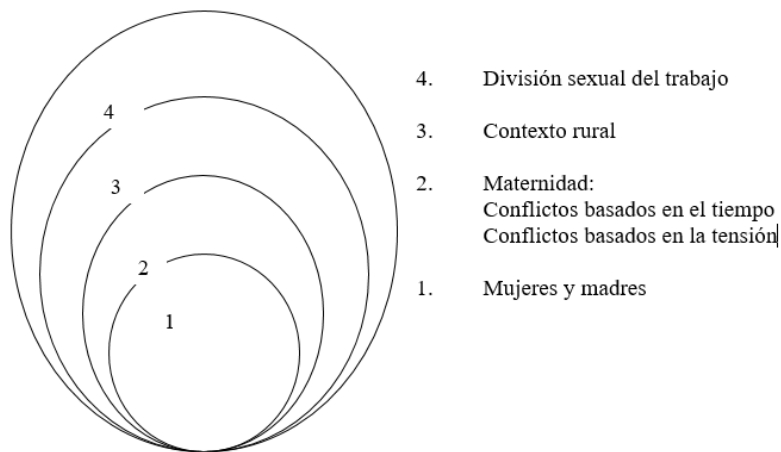 4. División sexual del trabajo
4
3. Contexto rural
3
2. Maternidad:
Conflictos basados en el tiempo
Conflictos basados en la tensión
2
1. Mujeres y madres
1